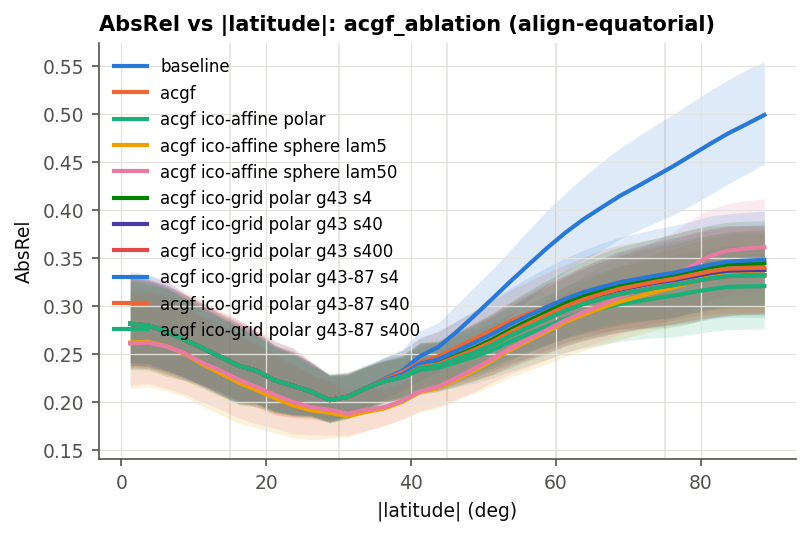 AbsRel vs |latitude|: acgf_ablation (align-equatorial)
baseline
acgf
acgf ico-affine polar
acgf ico-affine sphere lam5
acgf ico-affine sphere lam50
acgf ico-grid polar g43 s4
acgf ico-grid polar g43 s40
acgf ico-grid polar g43 s400
acgf ico-grid polar g43-87 s4
acgf ico-grid polar g43-87 s40
acgf ico-grid polar g43-87 s400
AbsRel
0.55
0.50
0.45
0.40
0.35
0.30
0.25
0.20
0.15
0 20 40 60 80
|latitude| (deg)